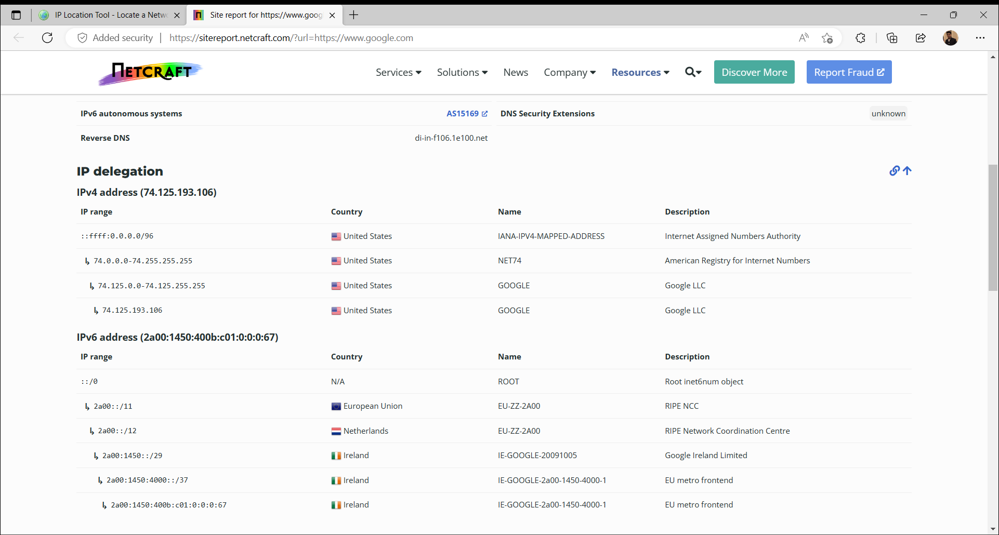 IP Location Tool - Locate a Netw
Site report for https://www.goog
Added security | https://sitereport.netcraft.com/?url=https://www.google.com
NETCRAFT Services Solutions News Company Resources Discover More Report Fraud
IPv6 autonomous systems AS15169 DNS Security Extensions unknown
Reverse DNS di-in-f106.1e100.net
IP delegation
IPv4 address (74.125.193.106)
IP range Country Name Description
::ffff:0.0.0.0/96 United States IANA-IPV4-MAPPED-ADDRESS Internet Assigned Numbers Authority
↳ 74.0.0.0-74.255.255.255 United States NET74 American Registry for Internet Numbers
↳ 74.125.0.0-74.125.255.255 United States GOOGLE Google LLC
↳ 74.125.193.106 United States GOOGLE Google LLC
IPv6 address (2a00:1450:400b:c01:0:0:0:67)
IP range Country Name Description
::/0 N/A ROOT Root inet6num object
↳ 2a00::/11 European Union EU-ZZ-2A00 RIPE NCC
↳ 2a00::/12 Netherlands EU-ZZ-2A00 RIPE Network Coordination Centre
↳ 2a00:1450::/29 Ireland IE-GOOGLE-20091005 Google Ireland Limited
↳ 2a00:1450:4000::/37 Ireland IE-GOOGLE-2a00-1450-4000-1 EU metro frontend
↳ 2a00:1450:400b:c01:0:0:0:67 Ireland IE-GOOGLE-2a00-1450-4000-1 EU metro frontend